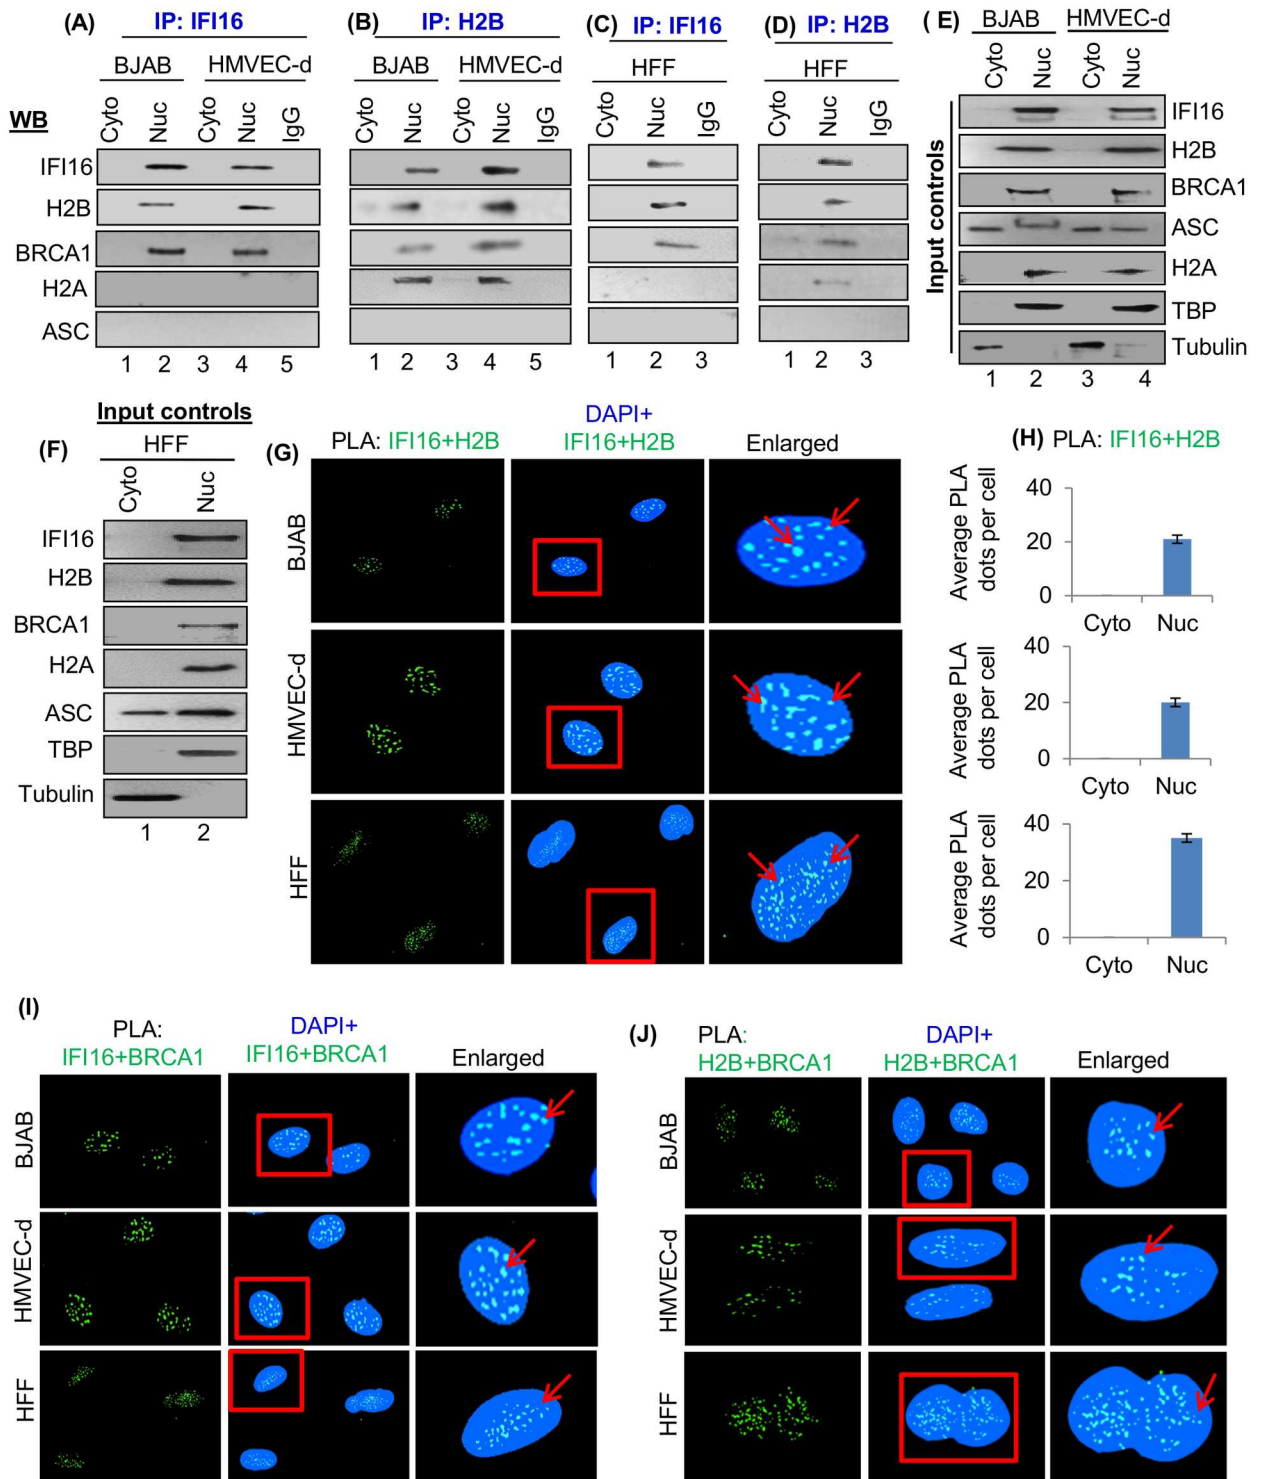 (A) IP: IFI16
BJAB HMVEC-d
Cyto Nuc Cyto Nuc IgG
WB
IFI16
H2B
BRCA1
H2A
ASC
1 2 3 4 5
(B) IP: H2B
BJAB HMVEC-d
Cyto Nuc Cyto Nuc IgG
1 2 3 4 5
(C) IP: IFI16
HFF
Cyto Nuc IgG
1 2 3
(D) IP: H2B
HFF
Cyto Nuc IgG
1 2 3
(E) BJAB HMVEC-d
Cyto Nuc Cyto Nuc
Input controls
IFI16
H2B
BRCA1
ASC
H2A
TBP
Tubulin
1 2 3 4
Input controls
(F) HFF
Cyto Nuc
IFI16
H2B
BRCA1
H2A
ASC
TBP
Tubulin
1 2
(G) PLA: IFI16+H2B
DAPI+
IFI16+H2B
Enlarged
BJAB
HMVEC-d
HFF
(H) PLA: IFI16+H2B
Average PLA
dots per cell
40
20
0
Cyto Nuc
Average PLA
dots per cell
40
20
0
Cyto Nuc
Average PLA
dots per cell
40
20
0
Cyto Nuc
(I)
PLA:
IFI16+BRCA1
DAPI+
IFI16+BRCA1
Enlarged
BJAB
HMVEC-d
HFF
(J)
PLA:
H2B+BRCA1
DAPI+
H2B+BRCA1
Enlarged
BJAB
HMVEC-d
HFF